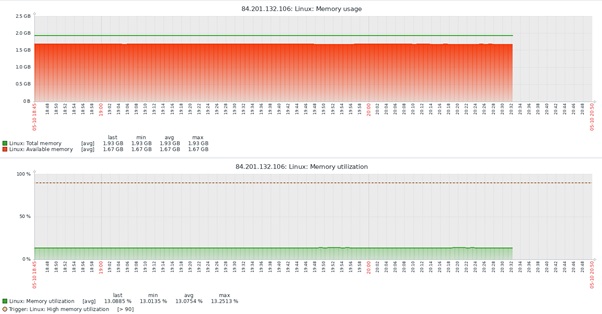 84.201.132.106: Linux: Memory usage
2.5 GB
2.0 GB
1.5 GB
1.0 GB
0.5 GB
0 B
05-10 18:45 18:48 18:50 18:52 18:54 18:56 18:58 19:00 19:02 19:04 19:06 19:08 19:10 19:12 19:14 19:16 19:18 19:20 19:22 19:24 19:26 19:28 19:30 19:32 19:34 19:36 19:38 19:40 19:42 19:44 19:46 19:48 19:50 19:52 19:54 19:56 19:58 20:00 20:02 20:04 20:06 20:08 20:10 20:12 20:14 20:16 20:18 20:20 20:22 20:24 20:26 20:28 20:30 20:32 20:34 20:36 20:38 20:40 20:42 20:44 20:46 20:48 05-10 20:50
last min avg max
Linux: Total memory [avg] 1.93 GB 1.93 GB 1.93 GB 1.93 GB
Linux: Available memory [avg] 1.67 GB 1.67 GB 1.67 GB 1.67 GB
84.201.132.106: Linux: Memory utilization
100 %
50 %
0 %
05-10 18:45 18:48 18:50 18:52 18:54 18:56 18:58 19:00 19:02 19:04 19:06 19:08 19:10 19:12 19:14 19:16 19:18 19:20 19:22 19:24 19:26 19:28 19:30 19:32 19:34 19:36 19:38 19:40 19:42 19:44 19:46 19:48 19:50 19:52 19:54 19:56 19:58 20:00 20:02 20:04 20:06 20:08 20:10 20:12 20:14 20:16 20:18 20:20 20:22 20:24 20:26 20:28 20:30 20:32 20:34 20:36 20:38 20:40 20:42 20:44 20:46 20:48 05-10 20:50
last min avg max
Linux: Memory utilization [avg] 13.0885 % 13.0135 % 13.0754 % 13.2513 %
Trigger: Linux: High memory utilization [> 90]